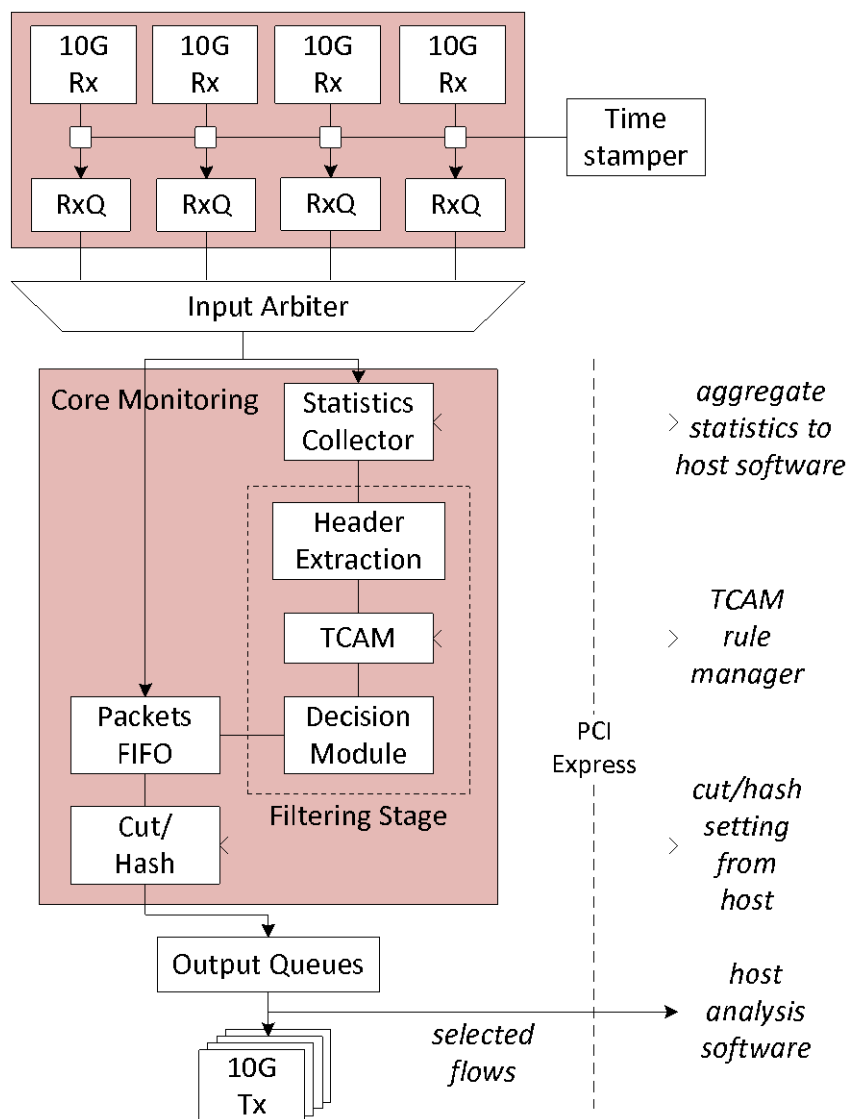 10G
Rx
10G
Rx
10G
Rx
10G
Rx
Time
stamper
RxQ
RxQ
RxQ
RxQ
Input Arbiter
Core Monitoring
Statistics
Collector
aggregate
statistics to
host software
Header
Extraction
TCAM
TCAM
rule
manager
Packets
FIFO
Decision
Module
Filtering Stage
PCI
Express
Cut/
Hash
cut/hash
setting
from
host
Output Queues
selected
flows
host
analysis
software
10G
Tx